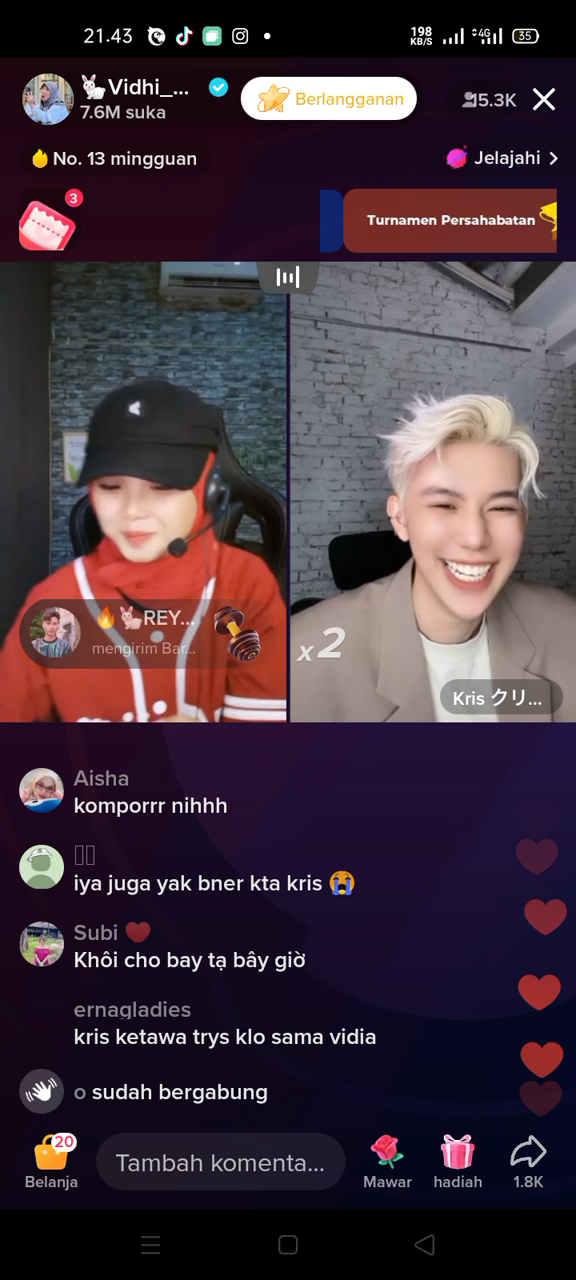 21.43
198
KB/S
4G
35
Vidhi_...
7.6M suka
Berlangganan
15.3K
No. 13 mingguan
Jelajahi
3
Turnamen Persahabatan
REY...
mengirim Bar...
x2
Kris クリ...
Aisha
komporrr nihhh
iya juga yak bner kta kris 😭
Subi ❤️
Khôi cho bay tạ bây giờ
ernagladies
kris ketawa trys klo sama vidia
o sudah bergabung
20
Belanja
Tambah komenta...
Mawar
hadiah
1.8K